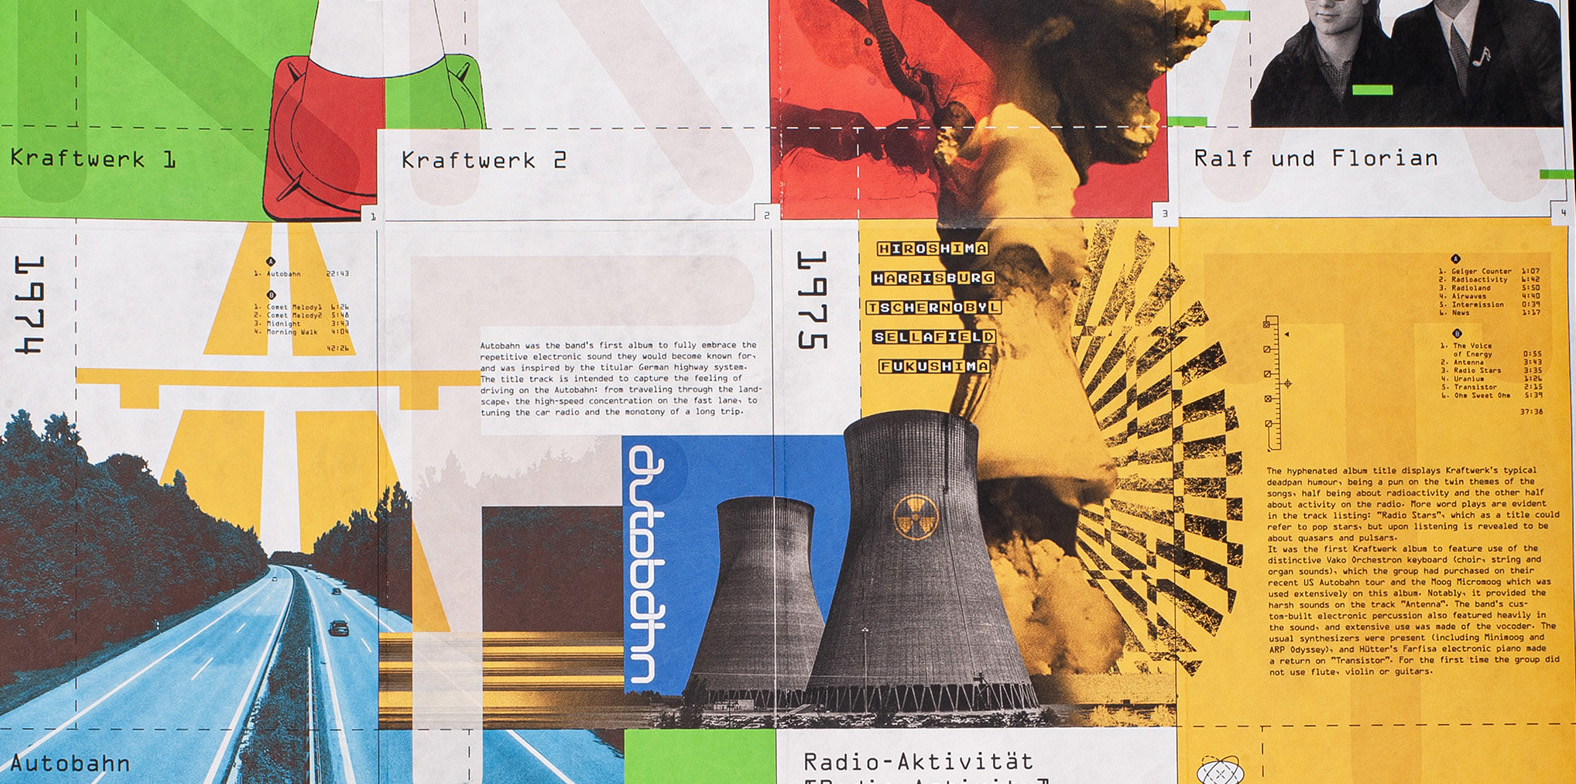 Kraftwerk 1
Kraftwerk 2
Ralf und Florian
1
2
3
4
1974
A
1. Autobahn 22:43
B
1. Comet Melody1 6:26
2. Comet Melody2 5:48
3. Midnight 3:43
4. Morning Walk 4:04
42:26
Autobahn was the band's first album to fully embrace the
repetitive electronic sound they would become known for,
and was inspired by the titular German highway system.
The title track is intended to capture the feeling of
driving on the Autobahn: from traveling through the land-
scape, the high-speed concentration on the fast lane, to
tuning the car radio and the monotony of a long trip.
autobahn
1975
HIROSHIMA
HARRISBURG
TSCHERNOBYL
SELLAFIELD
FUKUSHIMA
A
1. Geiger Counter 1:07
2. Radioactivity 6:42
3. Radioland 5:50
4. Airwaves 4:40
5. Intermission 0:39
6. News 1:17
B
1. The Voice
of Energy 0:55
2. Antenna 3:43
3. Radio Stars 3:35
4. Uranium 1:26
5. Transistor 2:15
6. Ohm Sweet Ohm 5:39
37:38
The hyphenated album title displays Kraftwerk's typical
deadpan humour, being a pun on the twin themes of the
songs, half being about radioactivity and the other half
about activity on the radio. More word plays are evident
in the track listing: "Radio Stars", which as a title could
refer to pop stars, but upon listening is revealed to be
about quasars and pulsars.
It was the first Kraftwerk album to feature use of the
distinctive Vako Orchestron keyboard (choir, string and
organ sounds), which the group had purchased on their
recent US Autobahn tour and the Moog Micromoog which was
used extensively on this album. Notably, it provided the
harsh sounds on the track "Antenna". The band's cus-
tom-built electronic percussion also featured heavily in
the sound, and extensive use was made of the vocoder. The
usual synthesizers were present (including Minimoog and
ARP Odyssey), and Hütter's Farfisa electronic piano made
a return on "Transistor". For the first time the group did
not use flute, violin or guitars.
Autobahn
Radio-Aktivität